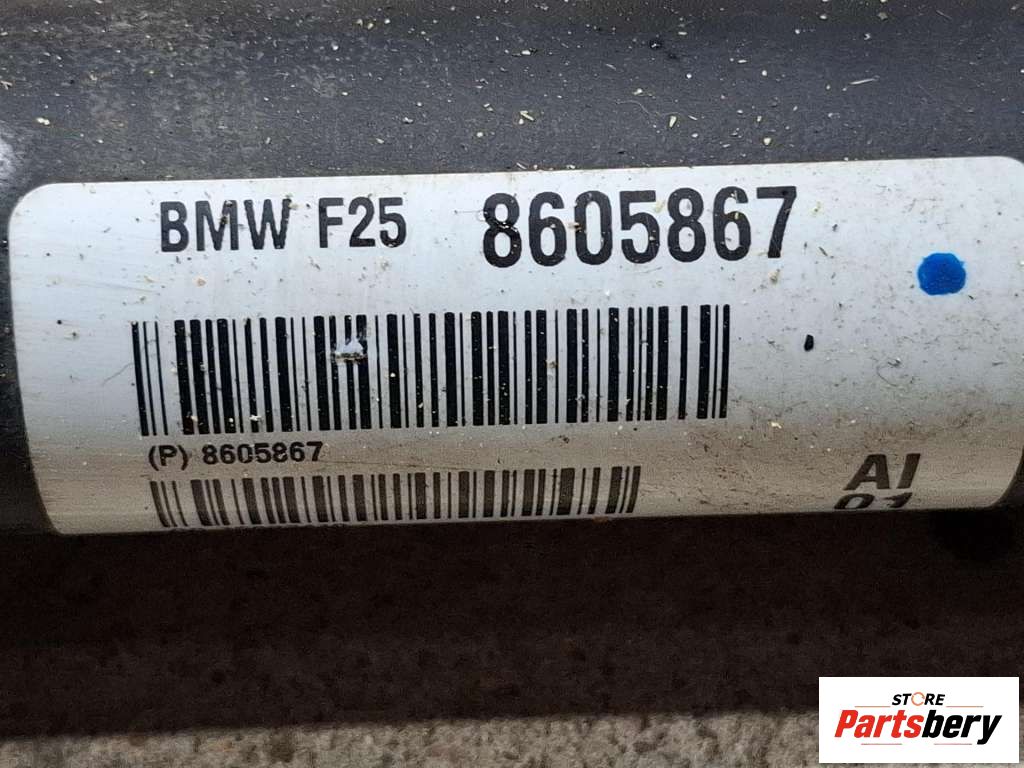 BMW F25 8605867
(P) 8605867
AI
01
STORE
Partsbery